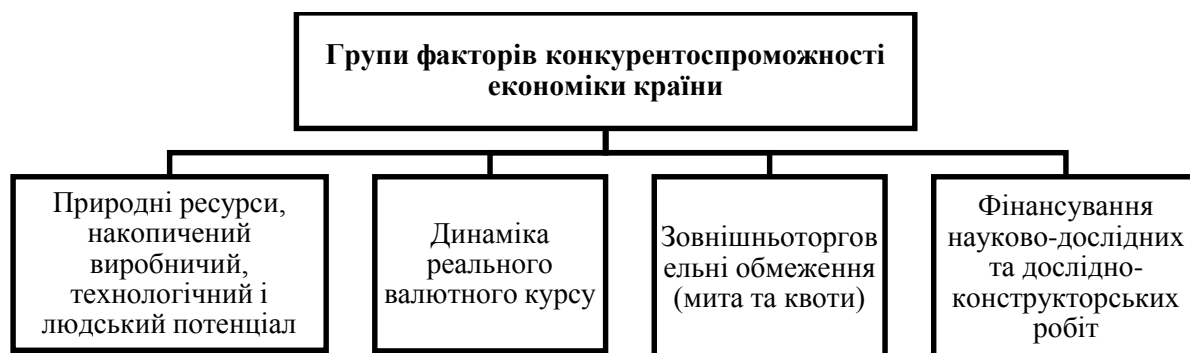 Групи факторів конкурентоспроможності
економіки країни
Природні ресурси,
накопичений
виробничий,
технологічний і
людський потенціал
Динаміка
реального
валютного курсу
Зовнішньоторгов
ельні обмеження
(мита та квоти)
Фінансування
науково-дослідних
та дослідно-
конструкторських
робіт